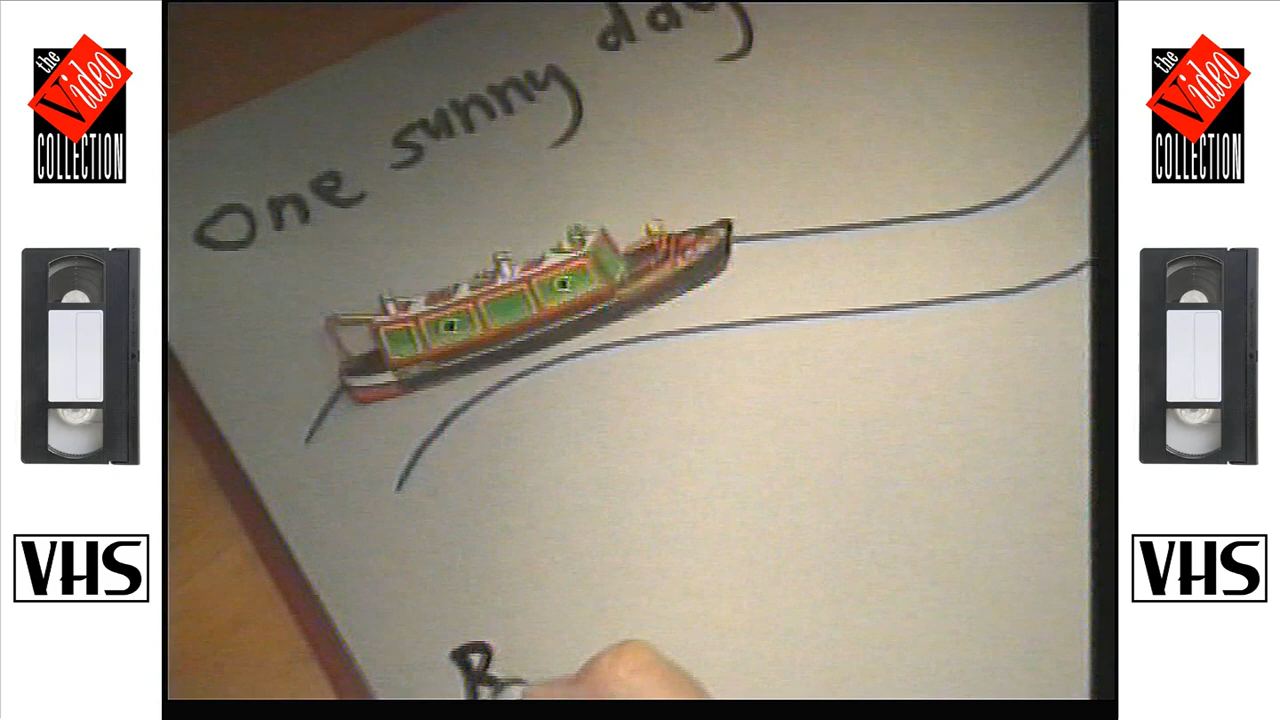 the
Video
COLLECTION
VHS
One sunny day
the
Video
COLLECTION
VHS